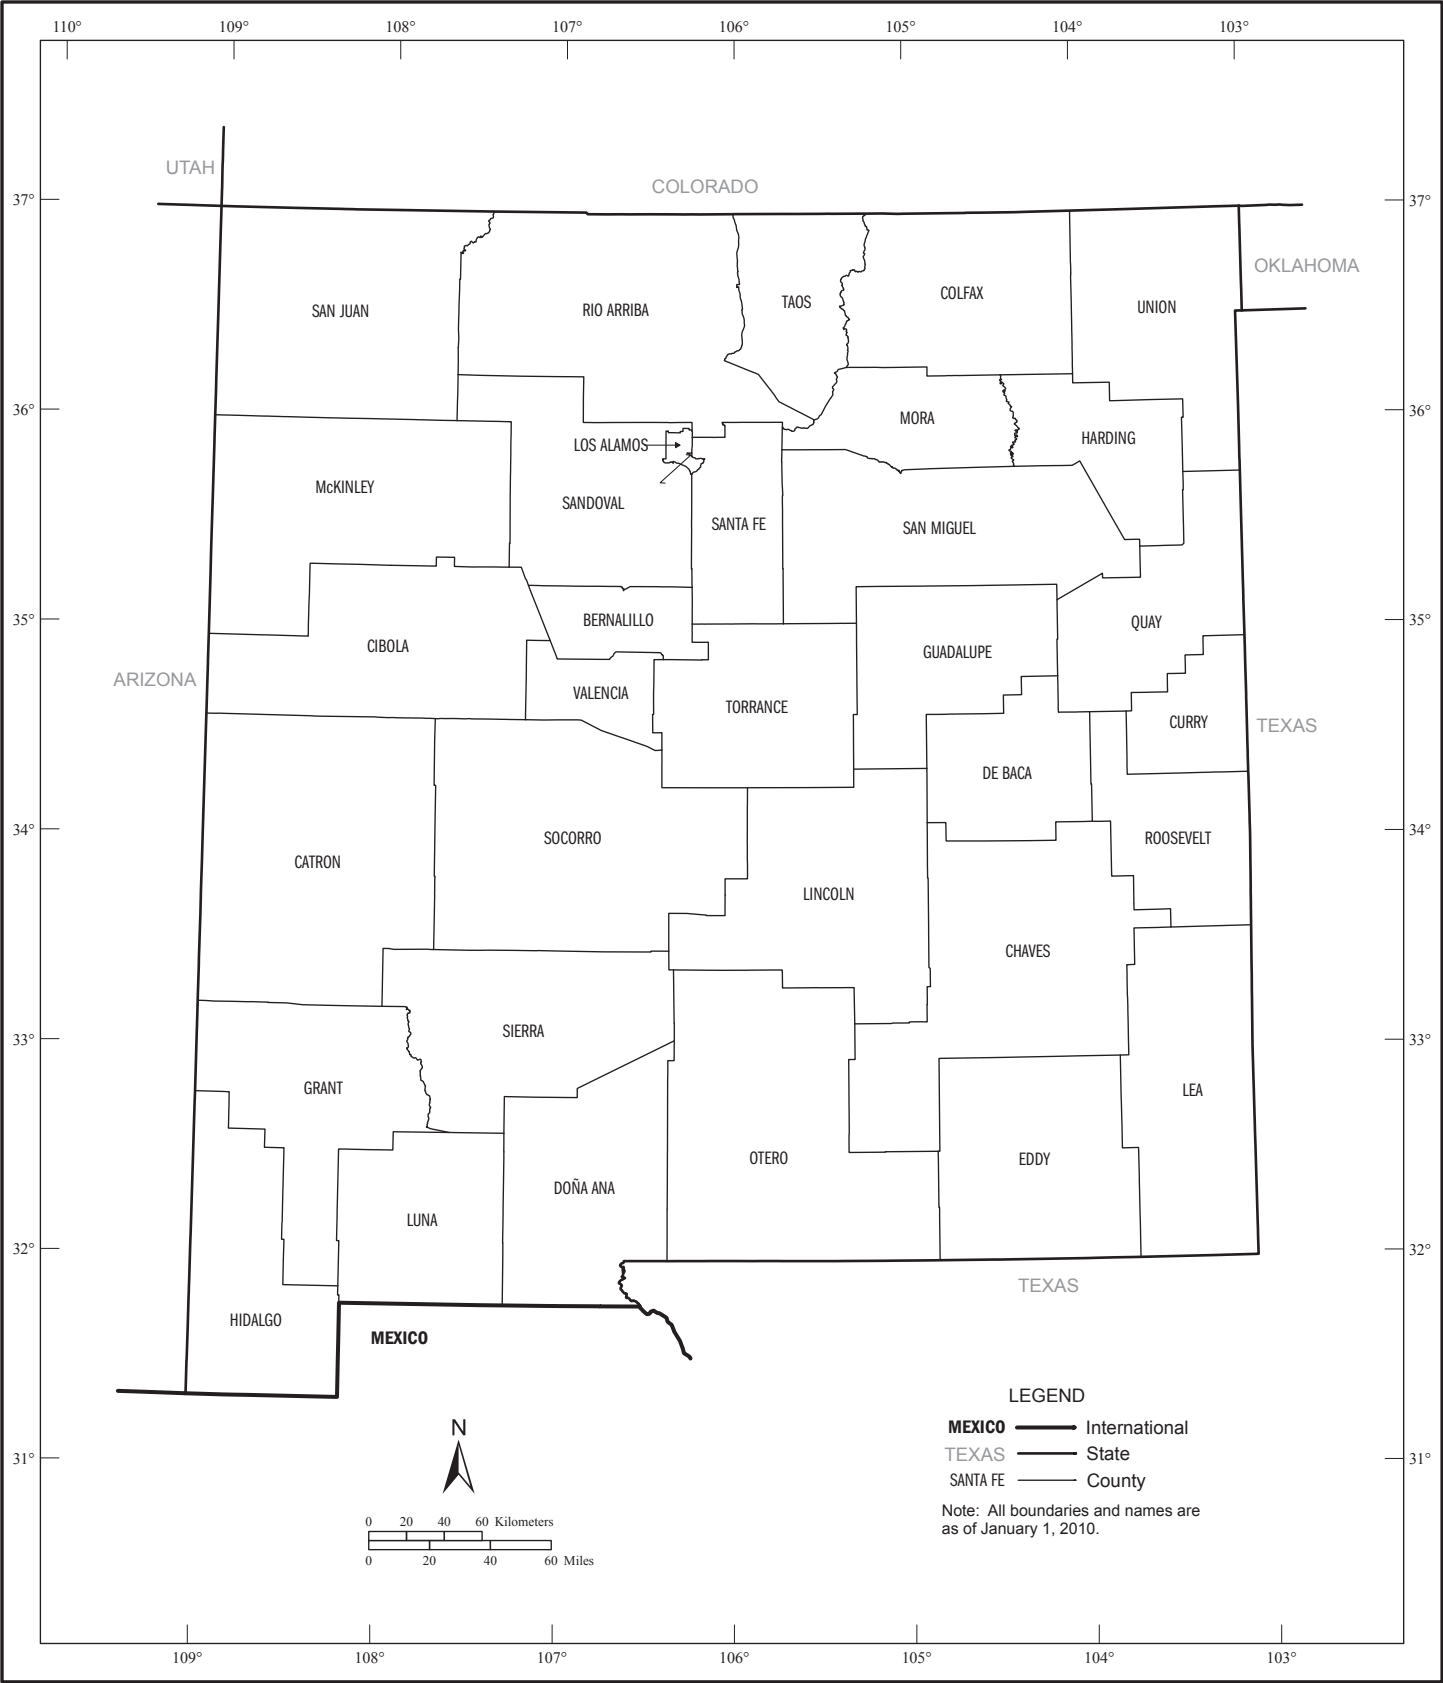 110° 109° 108° 107° 106° 105° 104° 103°
UTAH
COLORADO
37° 37°
OKLAHOMA
SAN JUAN RIO ARRIBA TAOS COLFAX UNION
36° 36°
MORA
HARDING
LOS ALAMOS
McKINLEY
SANDOVAL
SANTA FE
SAN MIGUEL
35° 35°
BERNALILLO
QUAY
CIBOLA
GUADALUPE
ARIZONA
VALENCIA
TORRANCE
CURRY
TEXAS
DE BACA
34° 34°
SOCORRO
ROOSEVELT
CATRON
LINCOLN
CHAVES
SIERRA
33° 33°
GRANT
LEA
OTERO
EDDY
DOÑA ANA
LUNA
32° 32°
TEXAS
HIDALGO
MEXICO
LEGEND
MEXICO International
TEXAS State
SANTA FE County
Note: All boundaries and names are
as of January 1, 2010.
N
31° 31°
0 20 40 60 Kilometers
0 20 40 60 Miles
109° 108° 107° 106° 105° 104° 103°